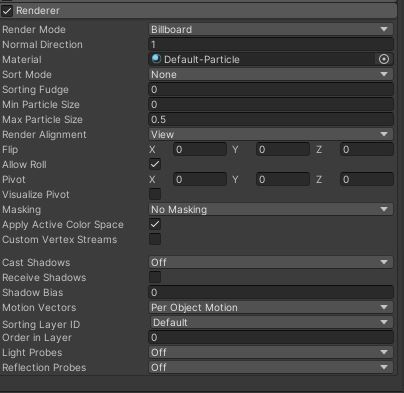 Renderer
Render Mode Billboard
Normal Direction 1
Material Default-Particle
Sort Mode None
Sorting Fudge 0
Min Particle Size 0
Max Particle Size 0.5
Render Alignment View
Flip X 0 Y 0 Z 0
Allow Roll
Pivot X 0 Y 0 Z 0
Visualize Pivot
Masking No Masking
Apply Active Color Space
Custom Vertex Streams
Cast Shadows Off
Receive Shadows
Shadow Bias 0
Motion Vectors Per Object Motion
Sorting Layer ID Default
Order in Layer 0
Light Probes Off
Reflection Probes Off